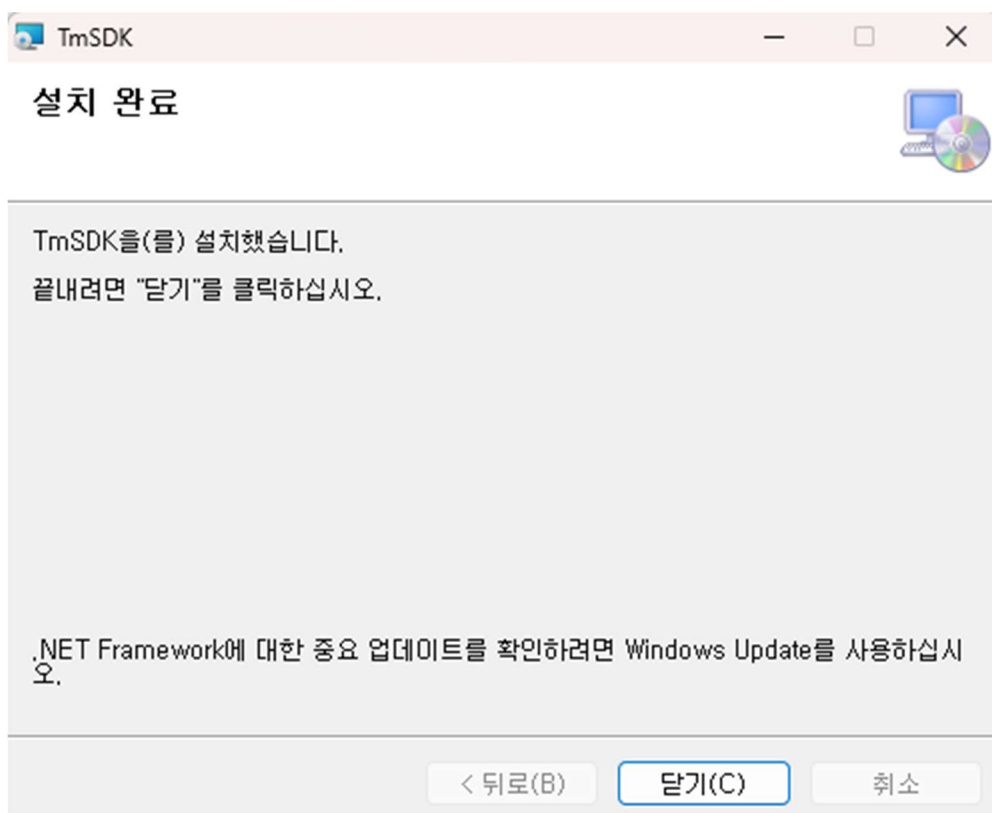 TmSDK
설치 완료
TmSDK을(를) 설치했습니다.
끝내려면 "닫기"를 클릭하십시오.
.NET Framework에 대한 중요 업데이트를 확인하려면 Windows Update를 사용하십시
오.
< 뒤로(B) 닫기(C) 취소